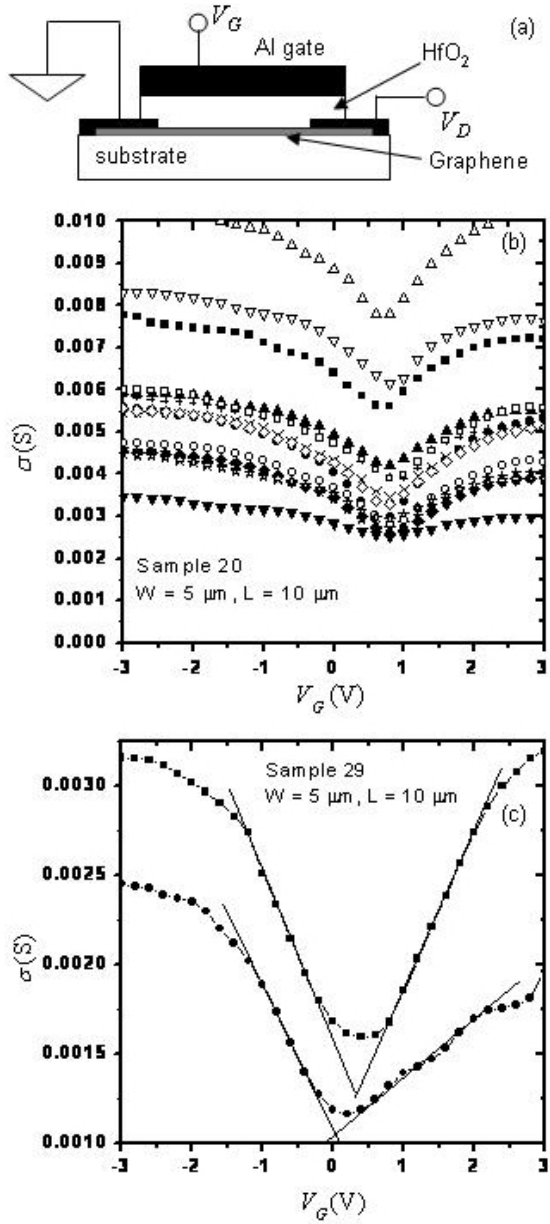 V_G
(a)
Al gate
HfO₂
V_D
substrate
Graphene
0.010
(b)
0.009
0.008
0.007
0.006
σ(S)
0.005
0.004
0.003
0.002
Sample 20
0.001
W = 5 μm, L = 10 μm
0.000
-3 -2 -1 0 1 2 3
V_G(V)
0.0030
Sample 29
W = 5 μm, L = 10 μm
(c)
0.0025
σ(S)
0.0020
0.0015
0.0010
-3 -2 -1 0 1 2 3
V_G(V)